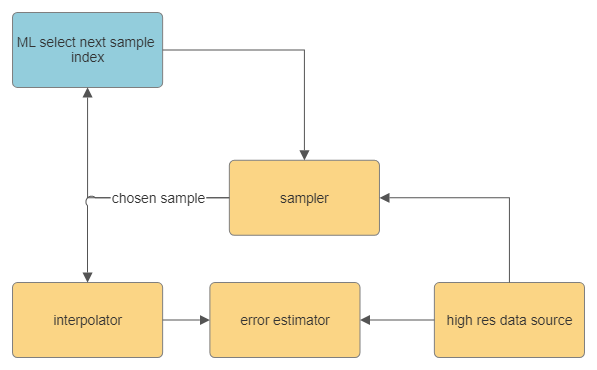 ML select next sample
index
chosen sample
sampler
interpolator
error estimator
high res data source